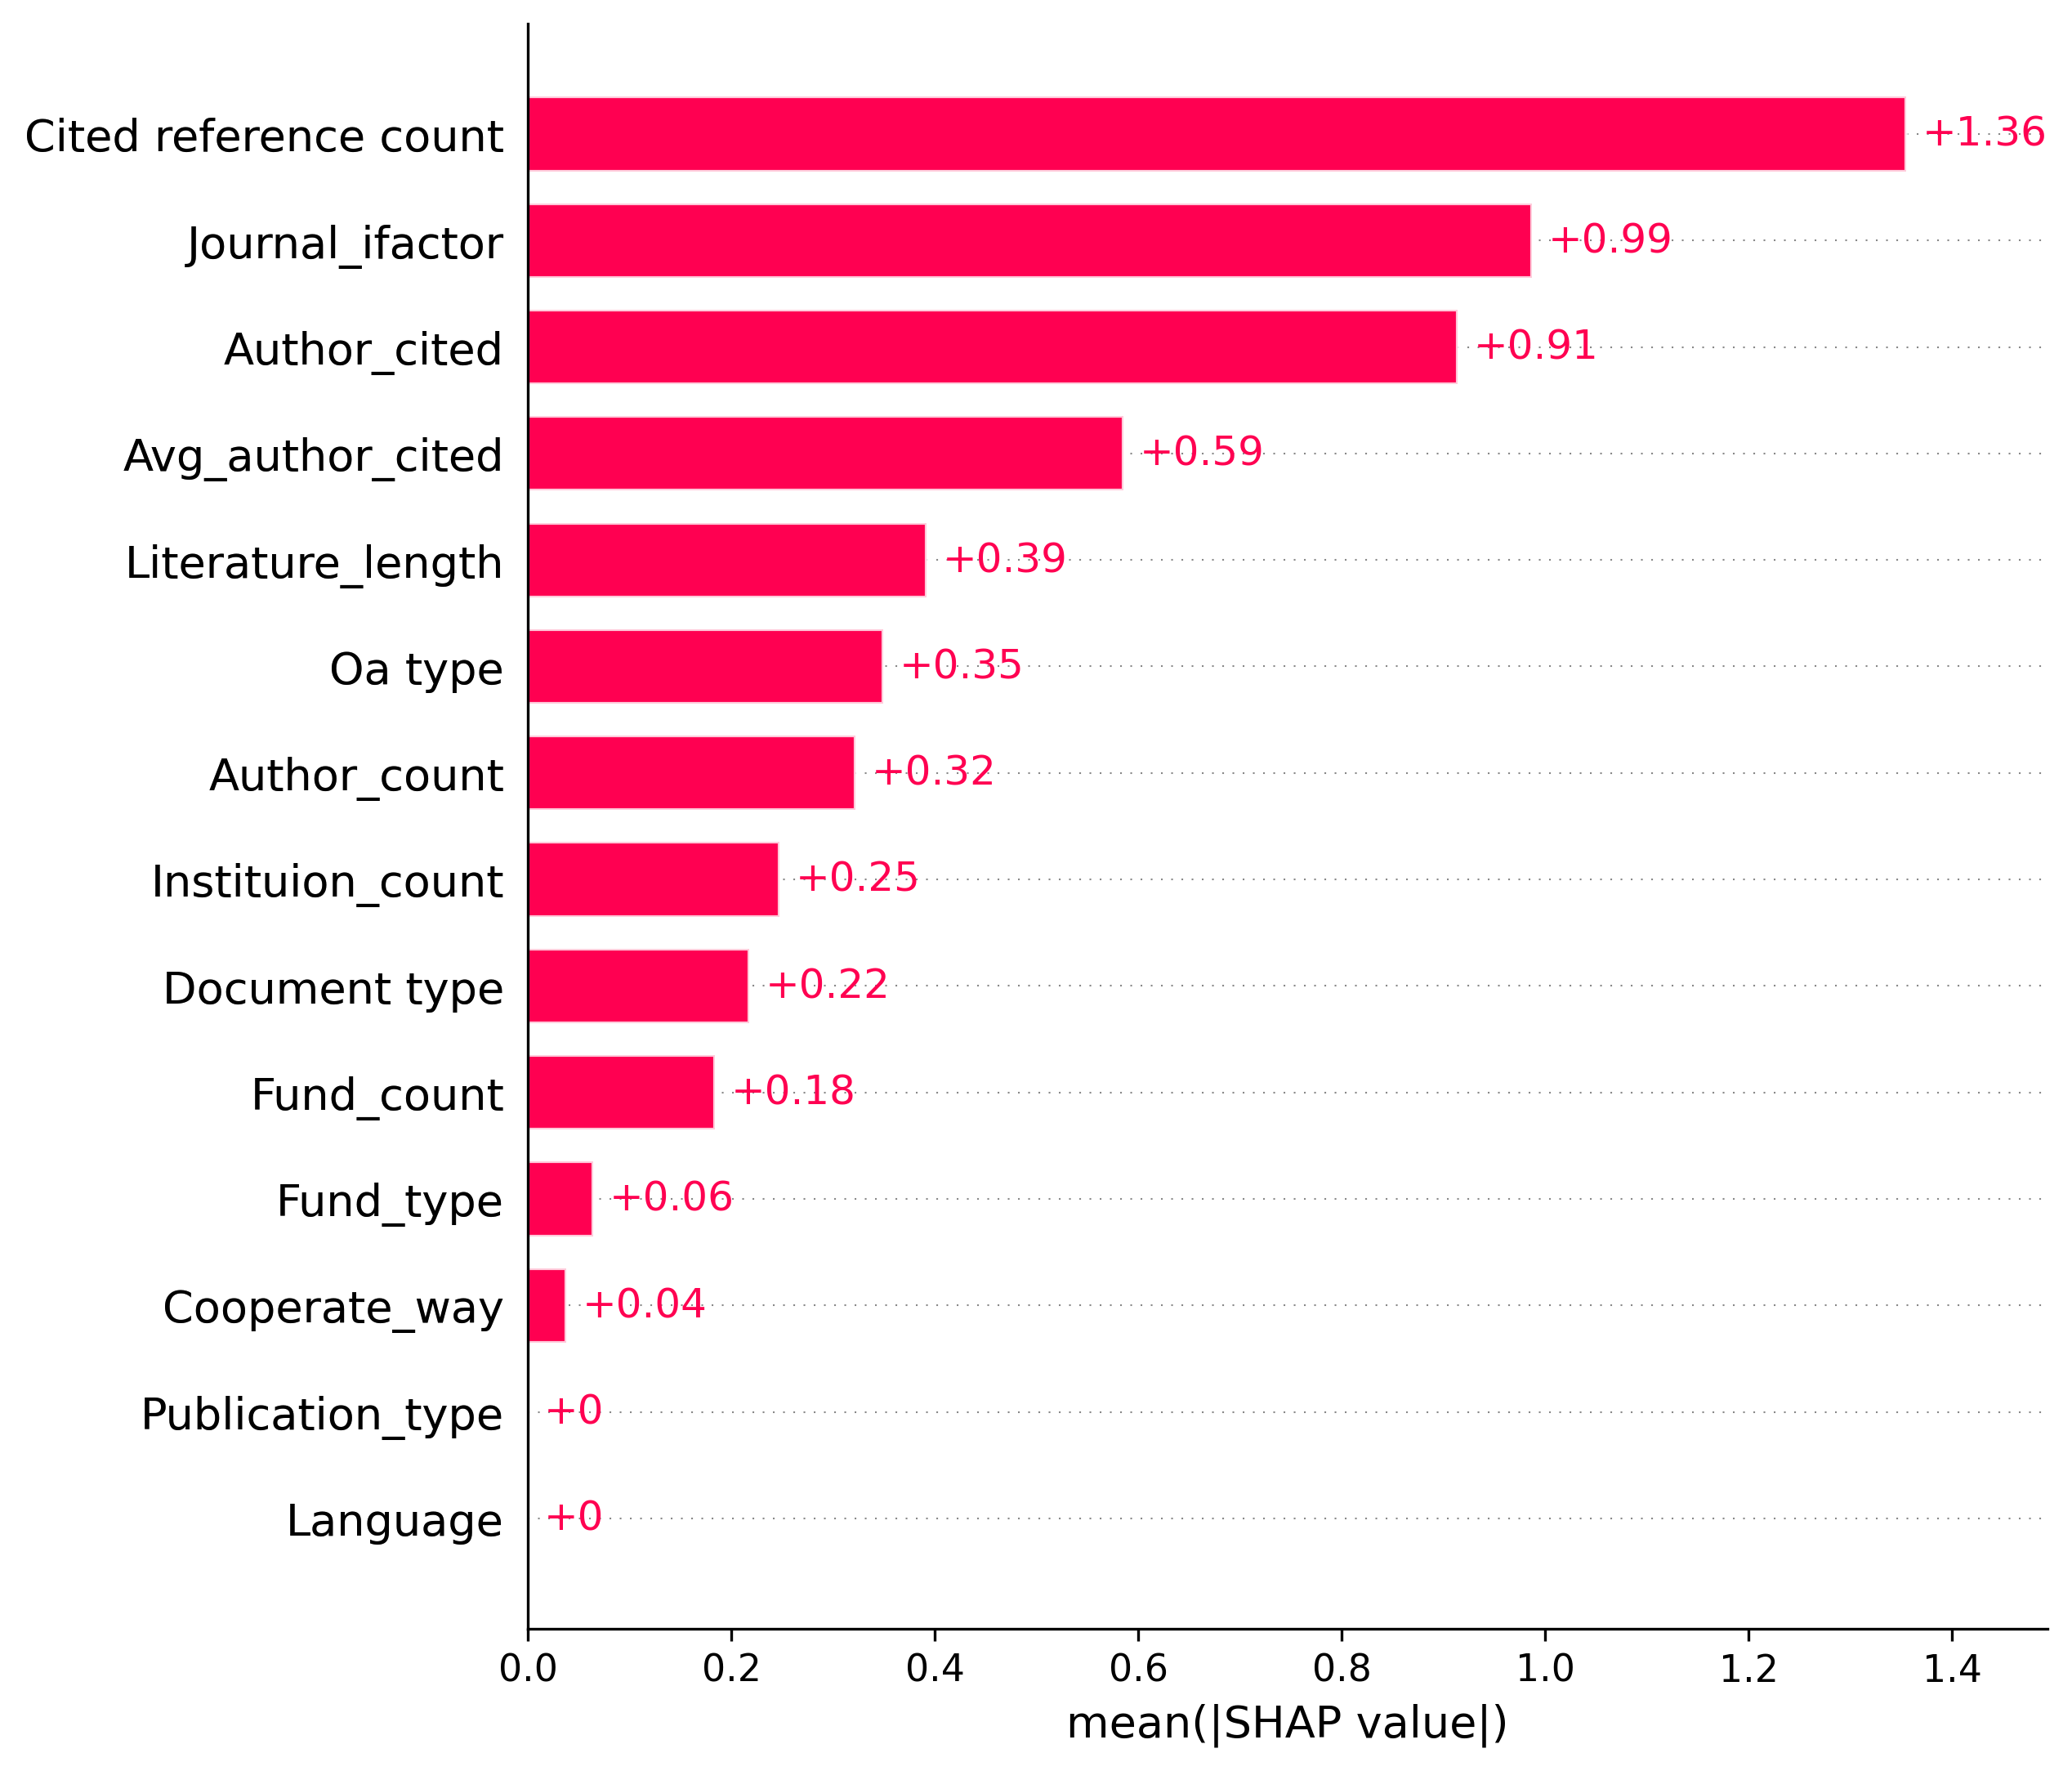 Cited reference count +1.36
Journal_ifactor +0.99
Author_cited +0.91
Avg_author_cited +0.59
Literature_length +0.39
Oa type +0.35
Author_count +0.32
Instituion_count +0.25
Document type +0.22
Fund_count +0.18
Fund_type +0.06
Cooperate_way +0.04
Publication_type +0
Language +0
0.0 0.2 0.4 0.6 0.8 1.0 1.2 1.4
mean(|SHAP value|)